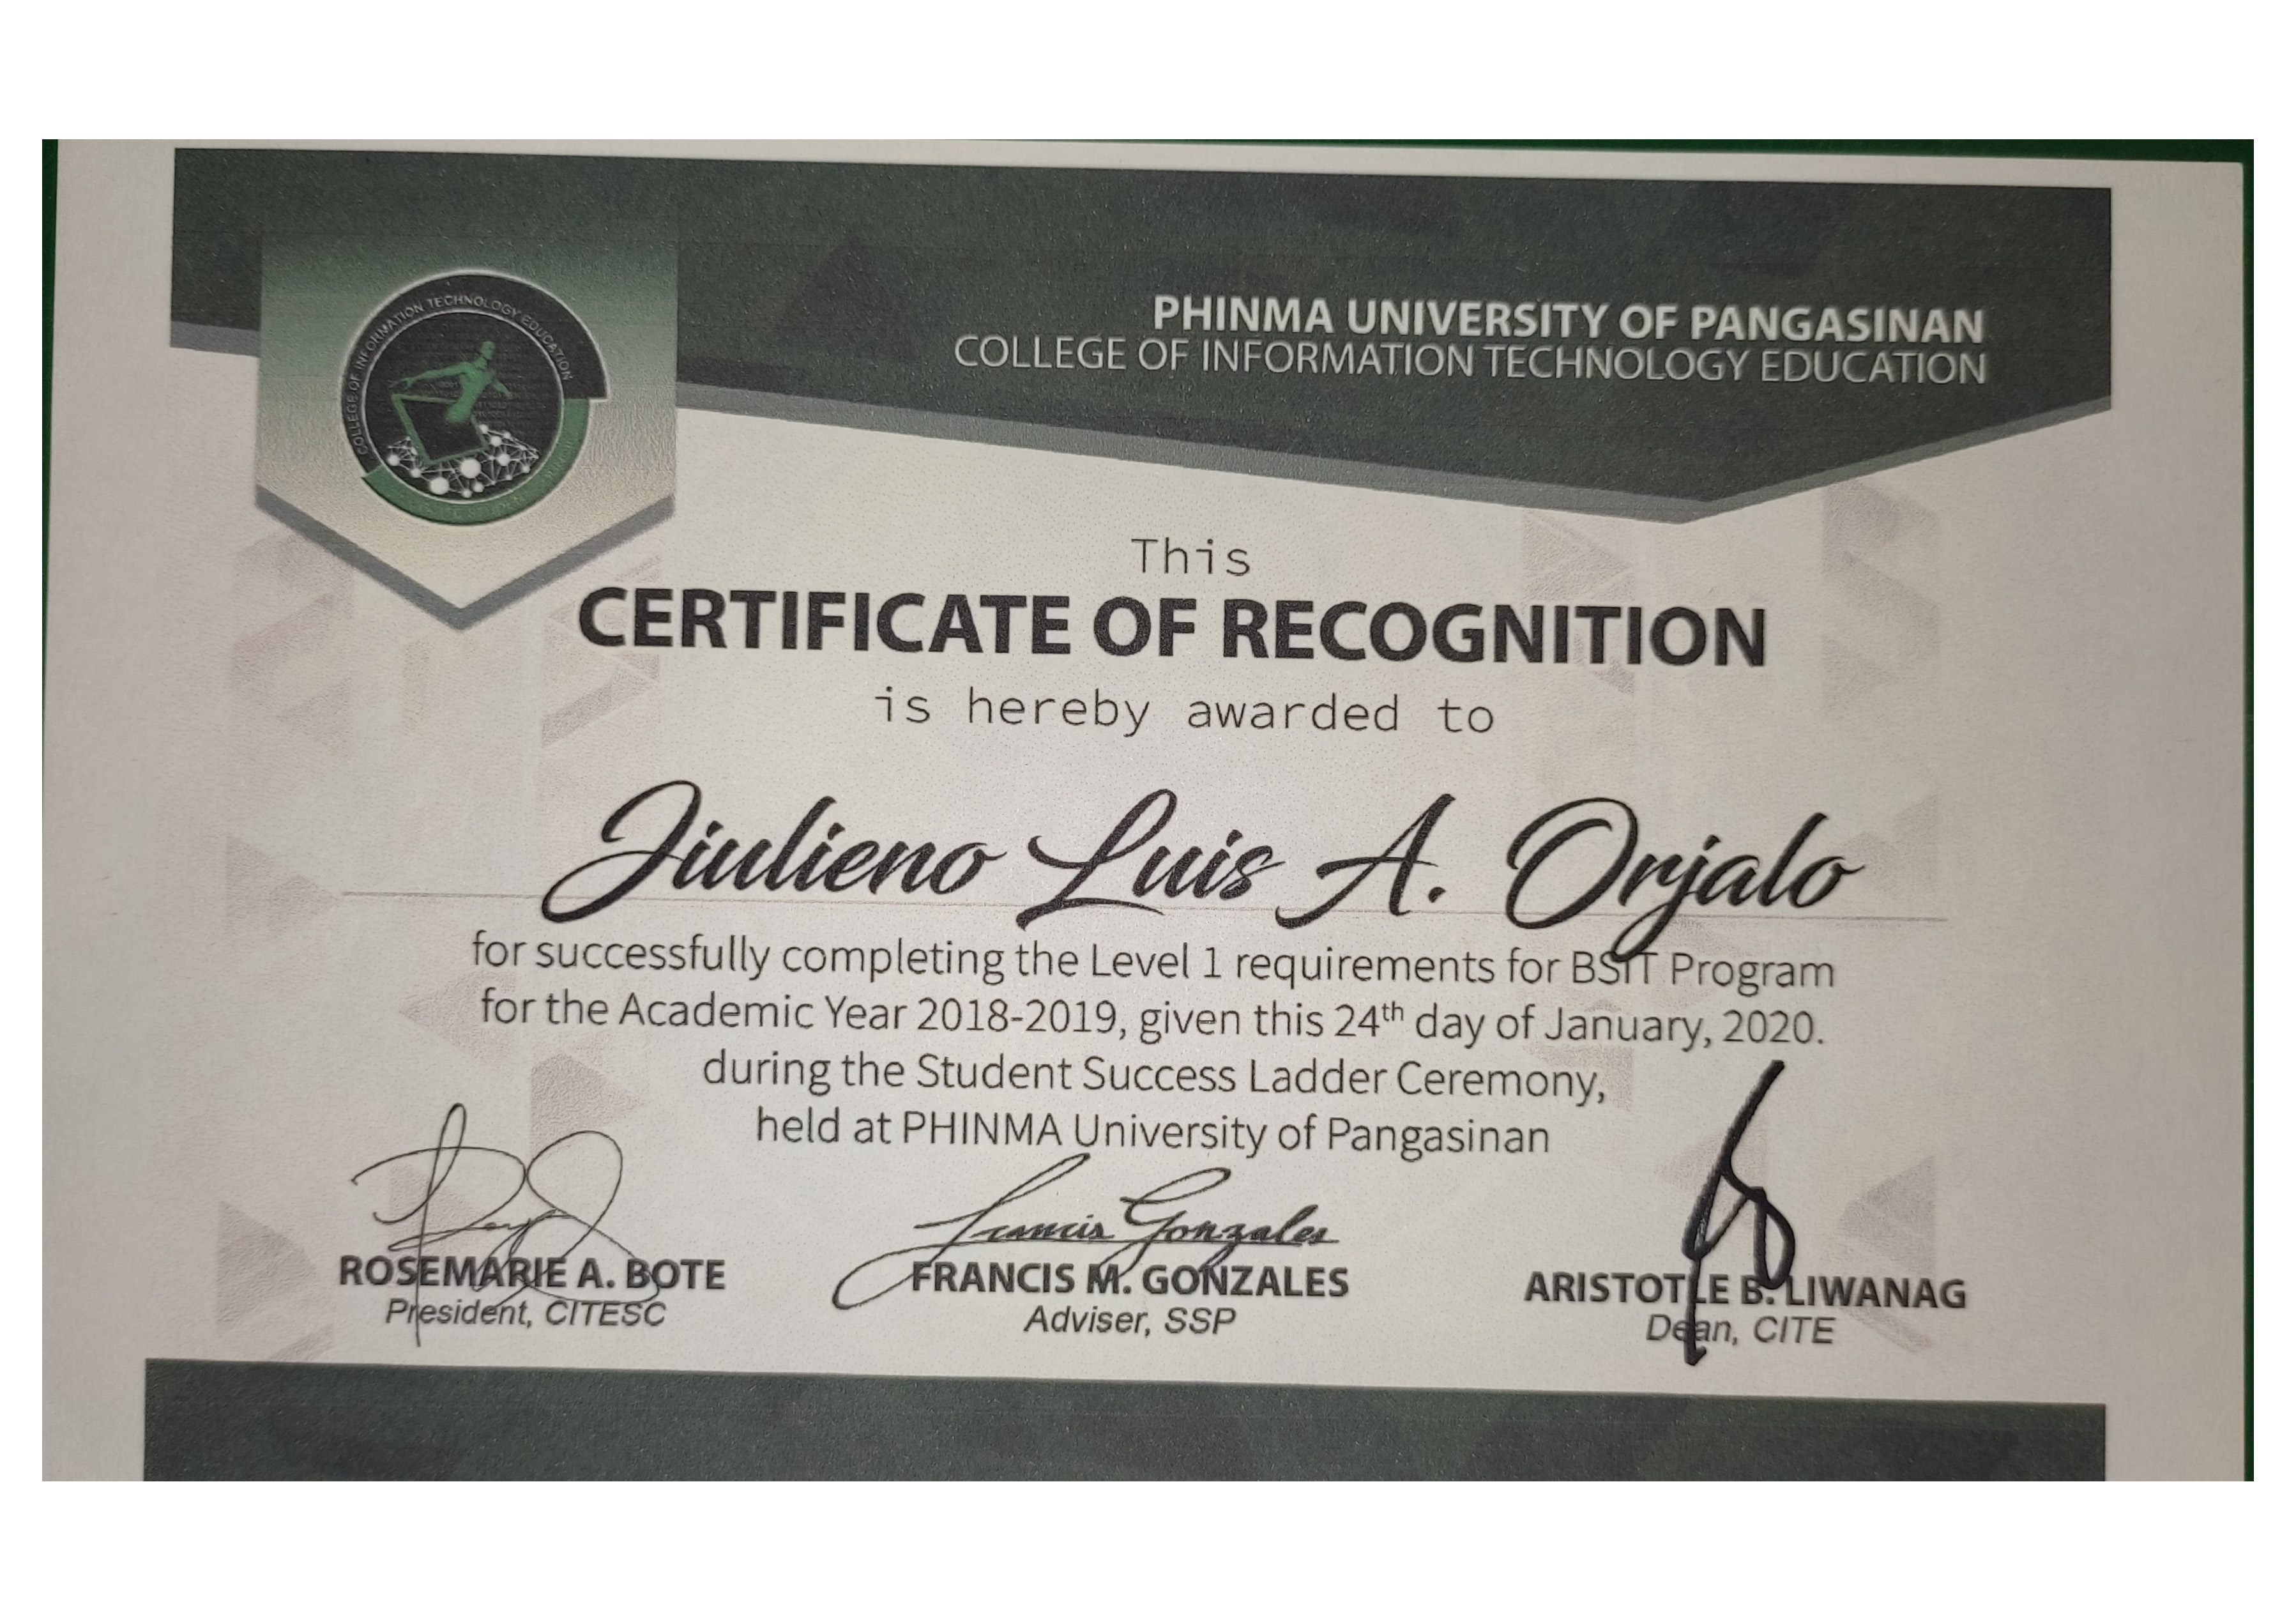 COLLEGE OF INFORMATION TECHNOLOGY EDUCATION
PHINMA UNIVERSITY OF PANGASINAN
COLLEGE OF INFORMATION TECHNOLOGY EDUCATION
This
CERTIFICATE OF RECOGNITION
is hereby awarded to
Jiulieno Luis A. Orjalo
for successfully completing the Level 1 requirements for BSIT Program
for the Academic Year 2018-2019, given this 24th day of January, 2020.
during the Student Success Ladder Ceremony,
held at PHINMA University of Pangasinan
Francis Gonzales
ROSEMARIE A. BOTE
President, CITESC
FRANCIS M. GONZALES
Adviser, SSP
ARISTOTLE B. LIWANAG
Dean, CITE